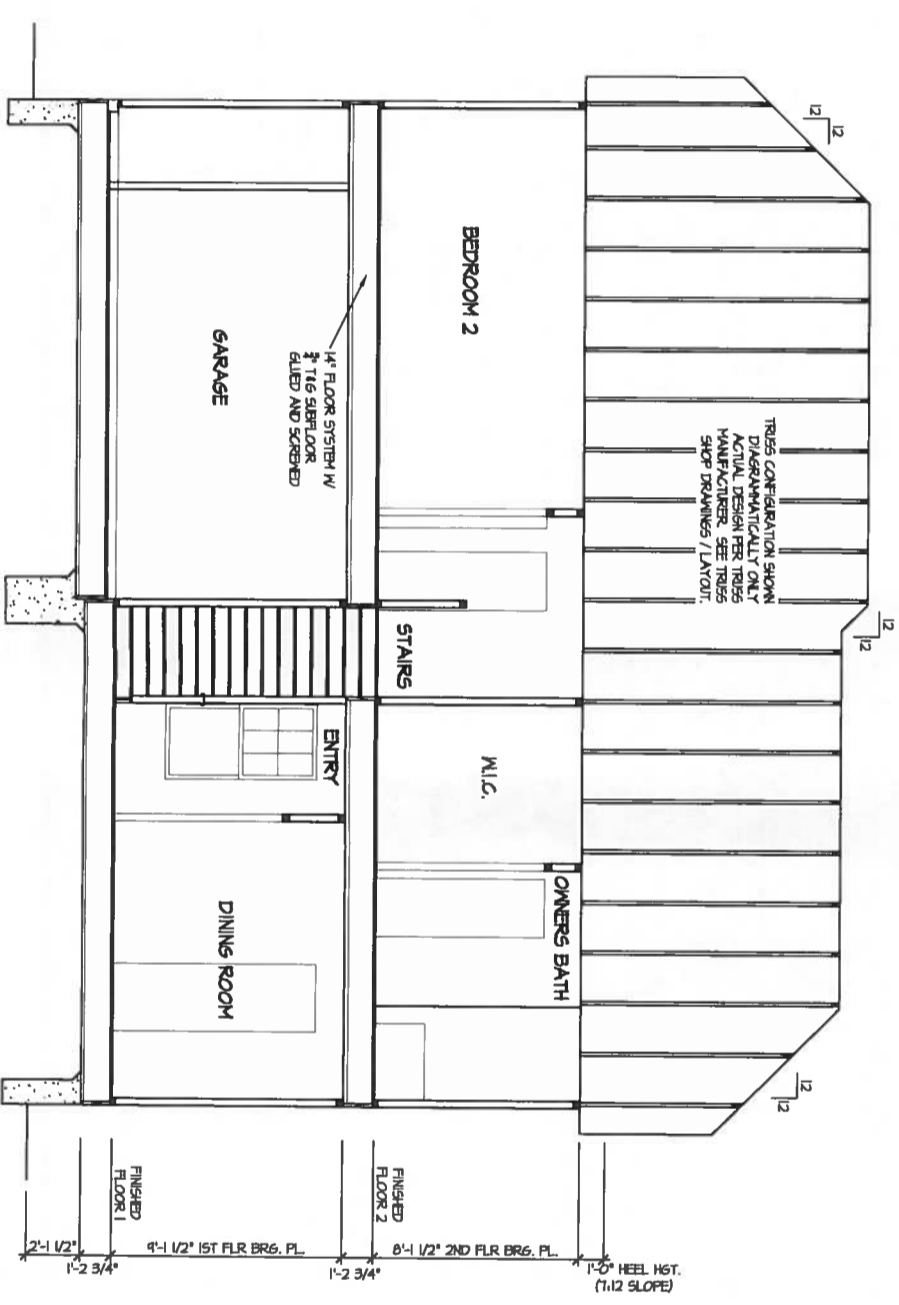 12
12
12
12
TRUSS CONFIGURATION SHOWN
DIAGRAMMATICALLY ONLY
ACTUAL DESIGN PER TRUSS
MANUFACTURER. SEE TRUSS
SHOP DRAWINGS / LAYOUT.
12
12
BEDROOM 2
STAIRS
W.I.C.
OWNERS BATH
14" FLOOR SYSTEM W/
3/4" T&G SUBFLOOR
GLUED AND SCREWED
GARAGE
ENTRY
DINING ROOM
1'-0" HEEL HGT.
(7:12 SLOPE)
8'-1 1/2" 2ND FLR BRG. PL.
FINISHED
FLOOR 2
1'-2 3/4"
9'-1 1/2" 1ST FLR BRG. PL.
FINISHED
FLOOR 1
1'-2 3/4"
2'-1 1/2"